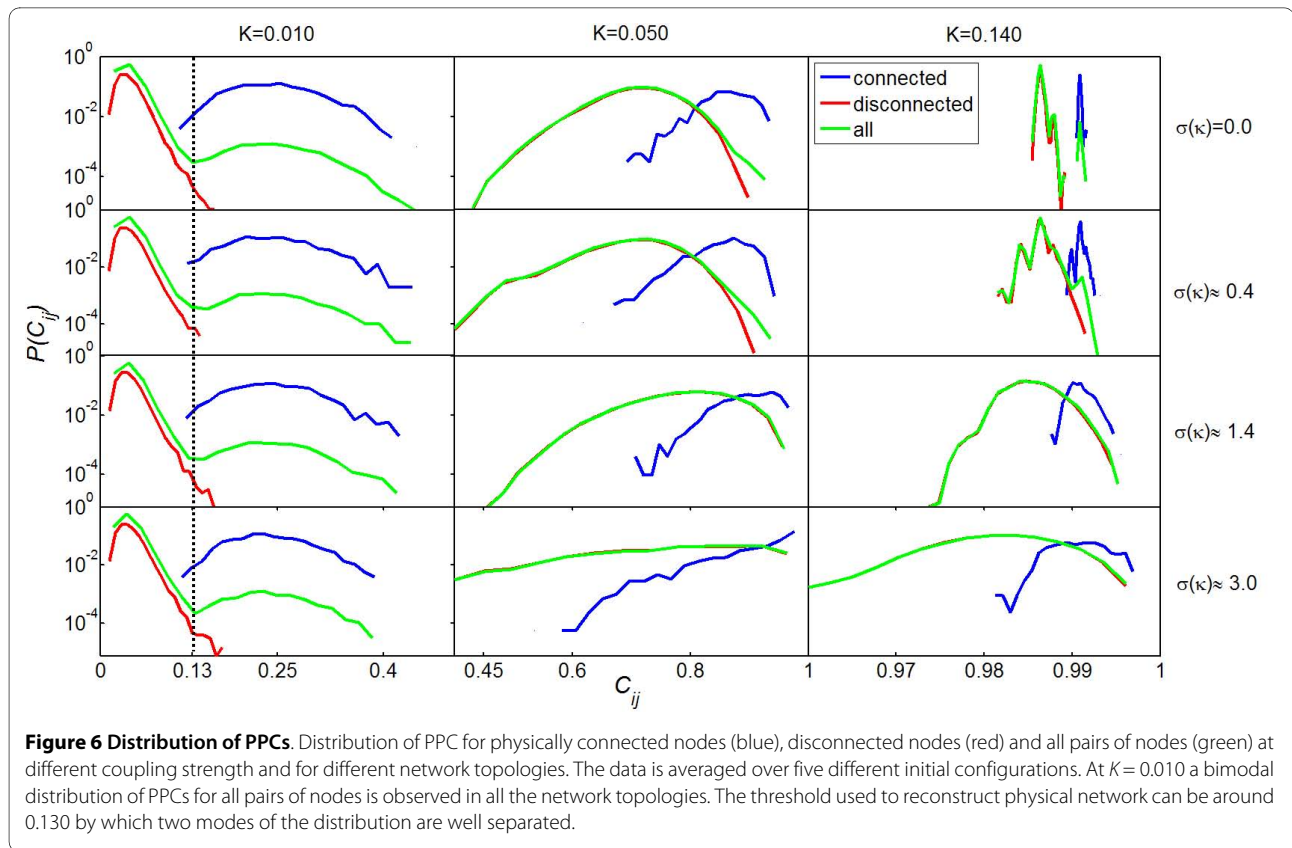 K=0.010 K=0.050 K=0.140
10^0
10^-2
10^-4
10^0
10^-2
10^-4
10^0
10^-2
10^-4
10^0
10^-2
10^-4
P(C_ij)
connected
disconnected
all
σ(κ)=0.0
σ(κ)≈ 0.4
σ(κ)≈ 1.4
σ(κ)≈ 3.0
0 0.13 0.25 0.4 0.45 0.6 0.8 1 0.97 0.98 0.99 1
C_ij
Figure 6 Distribution of PPCs. Distribution of PPC for physically connected nodes (blue), disconnected nodes (red) and all pairs of nodes (green) at
different coupling strength and for different network topologies. The data is averaged over five different initial configurations. At K = 0.010 a bimodal
distribution of PPCs for all pairs of nodes is observed in all the network topologies. The threshold used to reconstruct physical network can be around
0.130 by which two modes of the distribution are well separated.